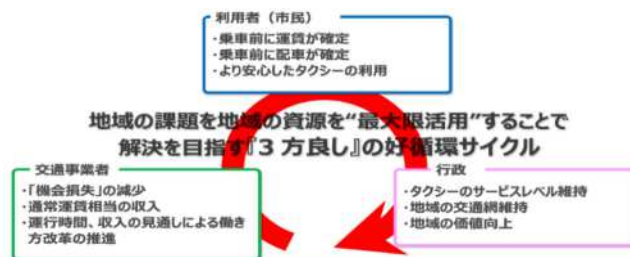 利用者（市民）
・乗車前に運賃が確定
・乗車前に配車が確定
・より安心したタクシーの利用
地域の課題を地域の資源を“最大限活用”することで
解決を目指す『３方良し』の好循環サイクル
交通事業者
・「機会損失」の減少
・通常運賃相当の収入
・運行時間、収入の見通しによる働き
方改革の推進
行政
・タクシーのサービスレベル維持
・地域の交通網維持
・地域の価値向上